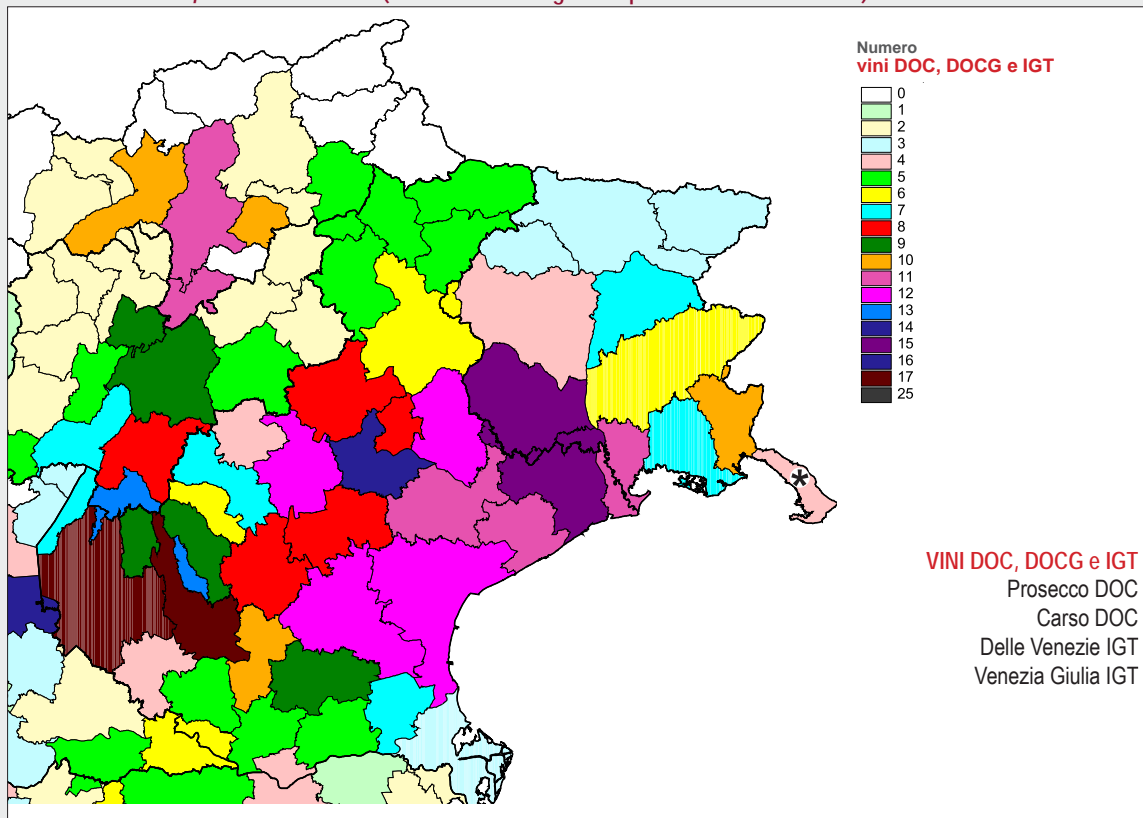 Numero
vini DOC, DOCG e IGT
0
1
2
3
4
5
6
7
8
9
10
11
12
13
14
15
16
17
25
*
VINI DOC, DOCG e IGT
Prosecco DOC
Carso DOC
Delle Venezie IGT
Venezia Giulia IGT